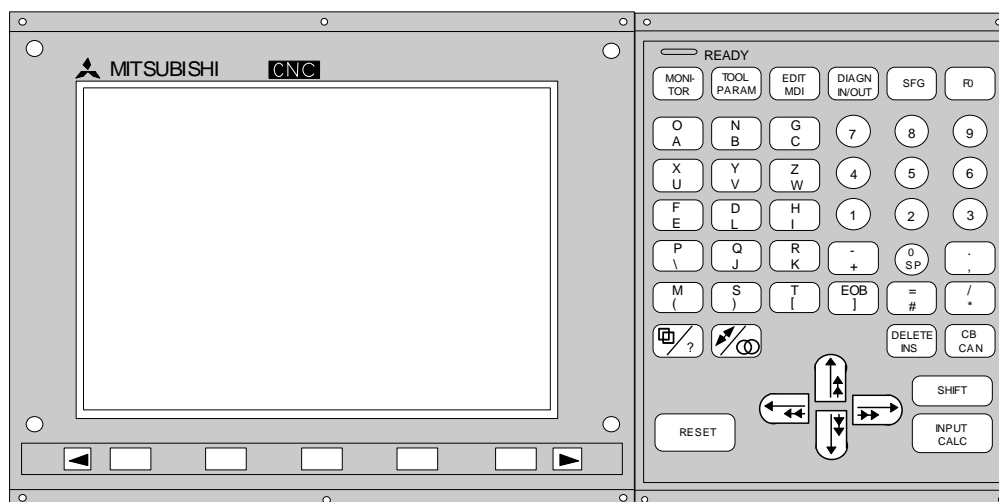 MITSUBISHI CNC
READY
MONI-
TOR
TOOL
PARAM
EDIT
MDI
DIAGN
IN/OUT
SFG
F0
O
A
N
B
G
C
7
8
9
X
U
Y
V
Z
W
4
5
6
F
E
D
L
H
I
1
2
3
P
\
Q
J
R
K
-
+
0
SP
.
,
M
(
S
)
T
[
EOB
]
=
#
/
*
?
DELETE
INS
CB
CAN
SHIFT
RESET
INPUT
CALC